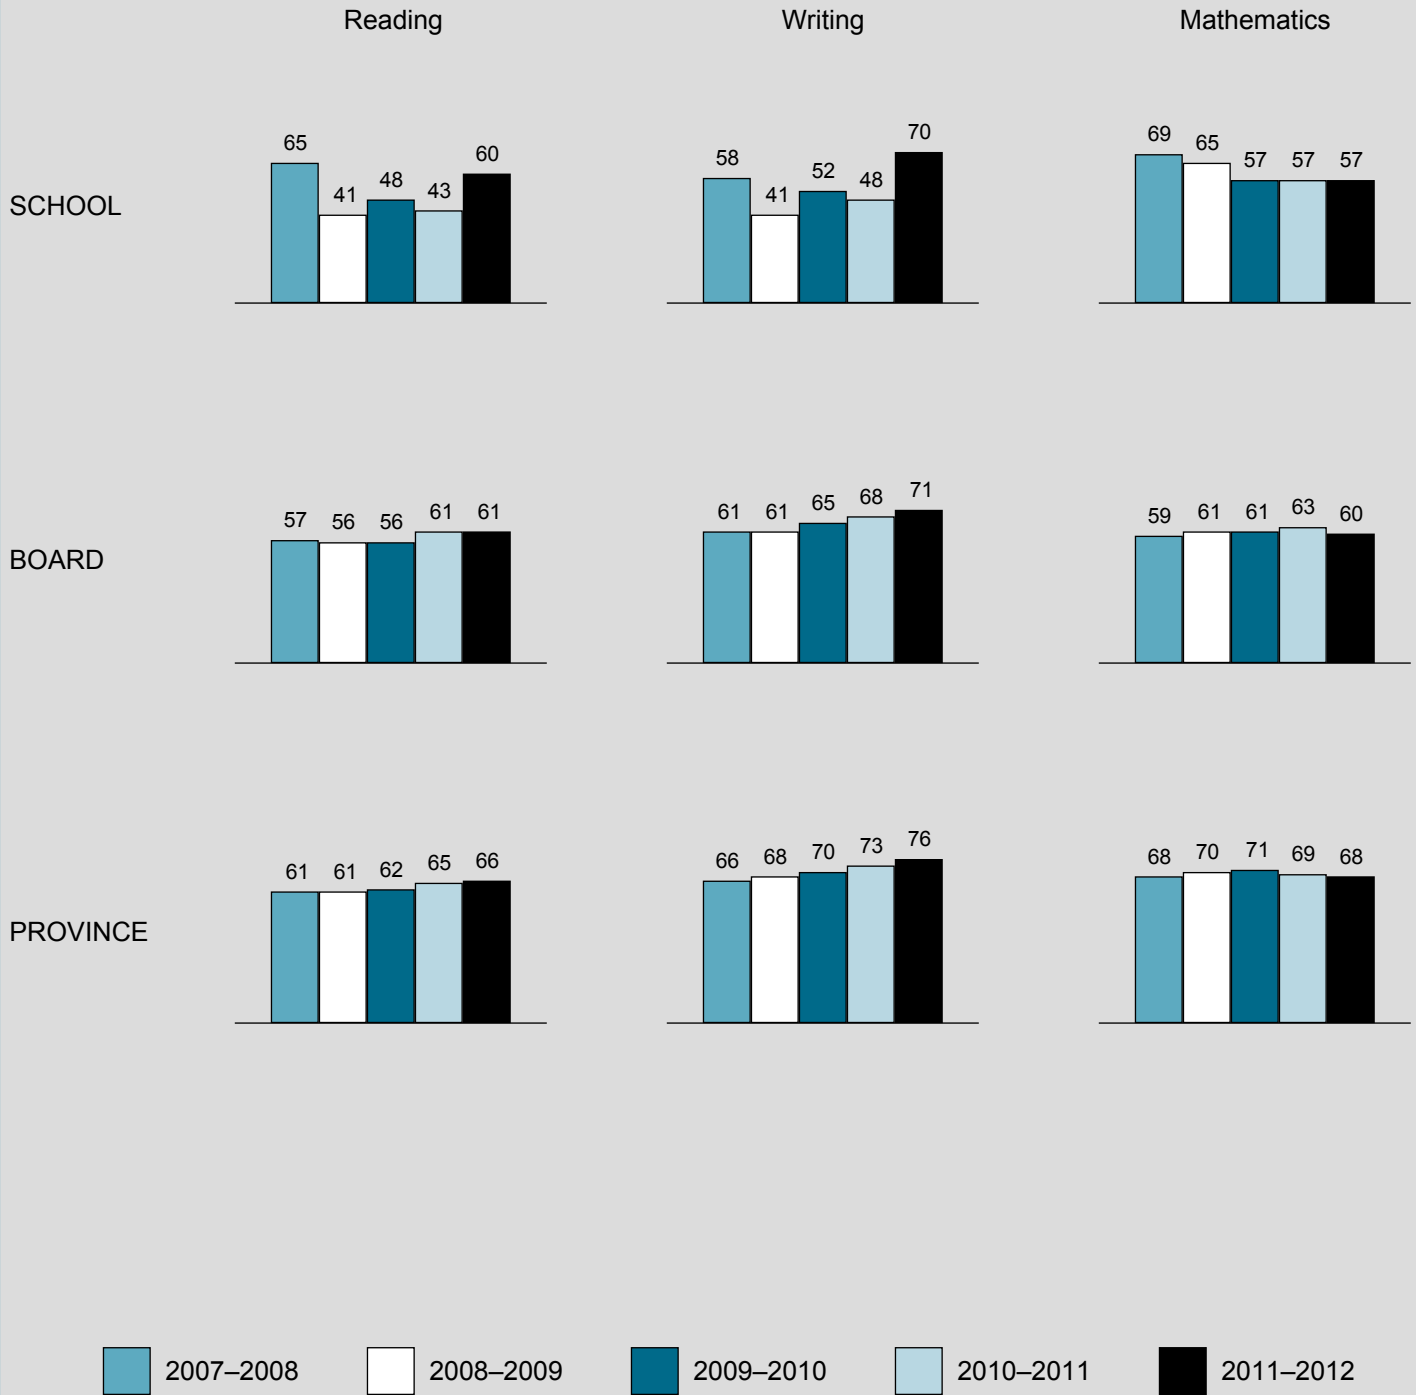 Reading Writing Mathematics
SCHOOL
65 41 48 43 60
58 41 52 48 70
69 65 57 57 57
BOARD
57 56 56 61 61
61 61 65 68 71
59 61 61 63 60
PROVINCE
61 61 62 65 66
66 68 70 73 76
68 70 71 69 68
2007–2008 2008–2009 2009–2010 2010–2011 2011–2012